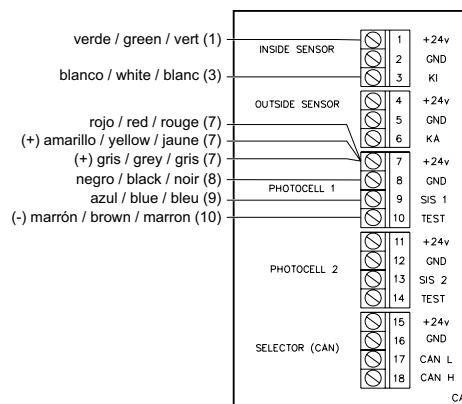 verde / green / vert (1)
blanco / white / blanc (3)
rojo / red / rouge (7)
(+) amarillo / yellow / jaune (7)
(+) gris / grey / gris (7)
negro / black / noir (8)
azul / blue / bleu (9)
(-) marrón / brown / marron (10)
INSIDE SENSOR
1 +24v
2 GND
3 KI
OUTSIDE SENSOR
4 +24v
5 GND
6 KA
PHOTOCELL 1
7 +24v
8 GND
9 SIS 1
10 TEST
PHOTOCELL 2
11 +24v
12 GND
13 SIS 2
14 TEST
SELECTOR (CAN)
15 +24v
16 GND
17 CAN L
18 CAN H
CA